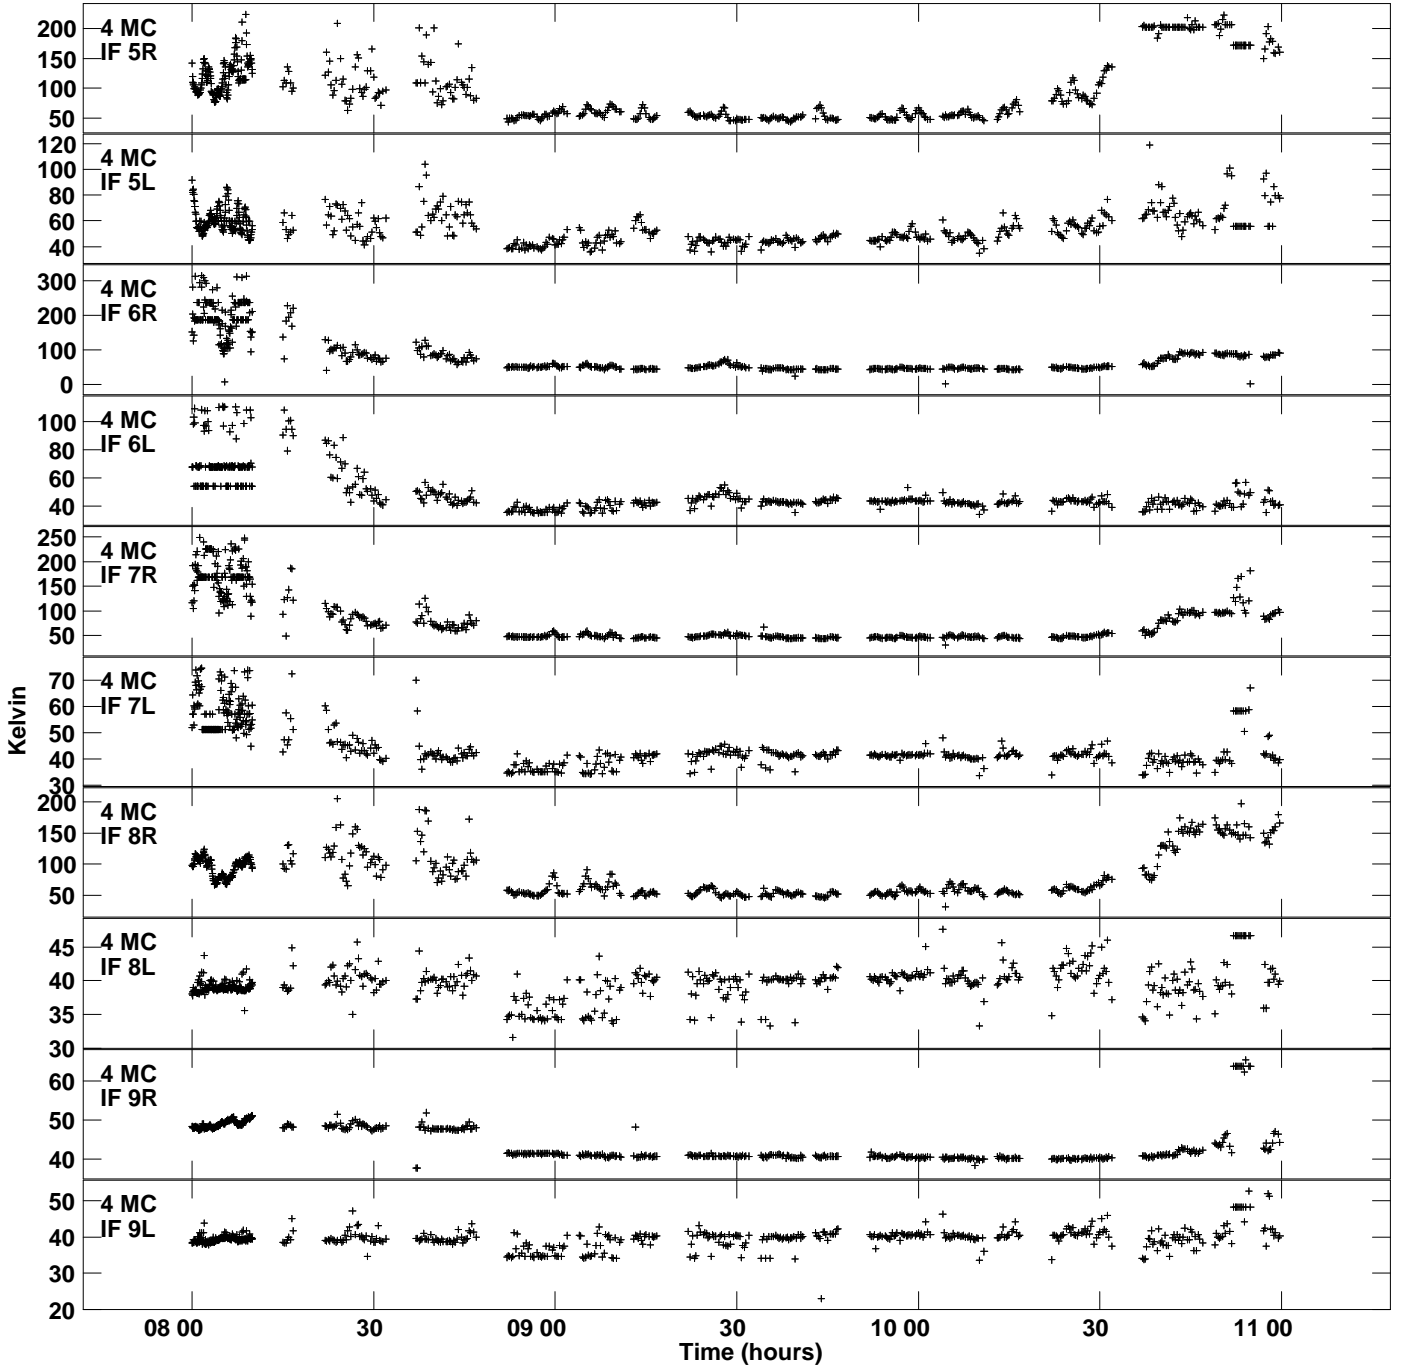 4 MC
IF 5R
200
150
100
50
4 MC
IF 5L
120
100
80
60
40
4 MC
IF 6R
300
200
100
0
4 MC
IF 6L
100
80
60
40
4 MC
IF 7R
250
200
150
100
50
4 MC
IF 7L
70
60
50
40
30
4 MC
IF 8R
200
150
100
50
4 MC
IF 8L
45
40
35
30
4 MC
IF 9R
60
50
40
4 MC
IF 9L
50
40
30
20
Kelvin
08 00 30 09 00 30 10 00 30 11 00
Time (hours)